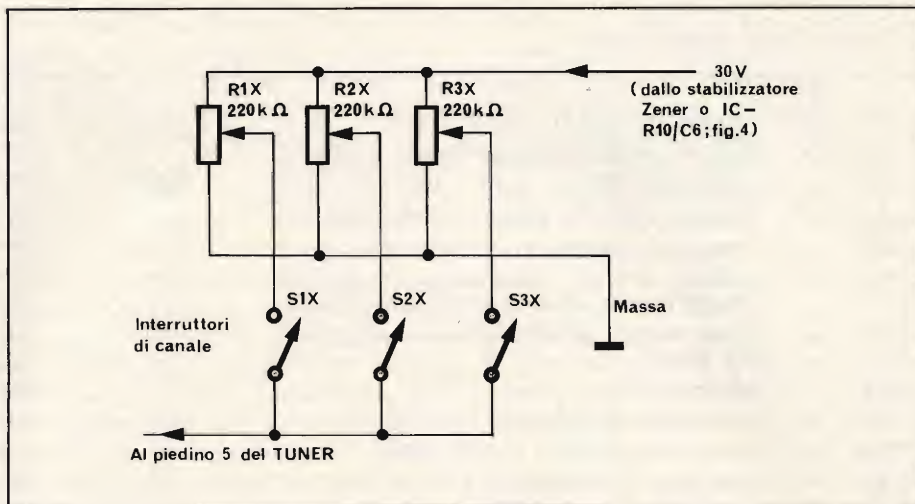 R1X
220kΩ
R2X
220kΩ
R3X
220kΩ
30V
(dallo stabilizzatore
Zener o IC-
R10/C6;fig.4)
S1X
S2X
S3X
Interruttori
di canale
Massa
Al piedino 5 del TUNER